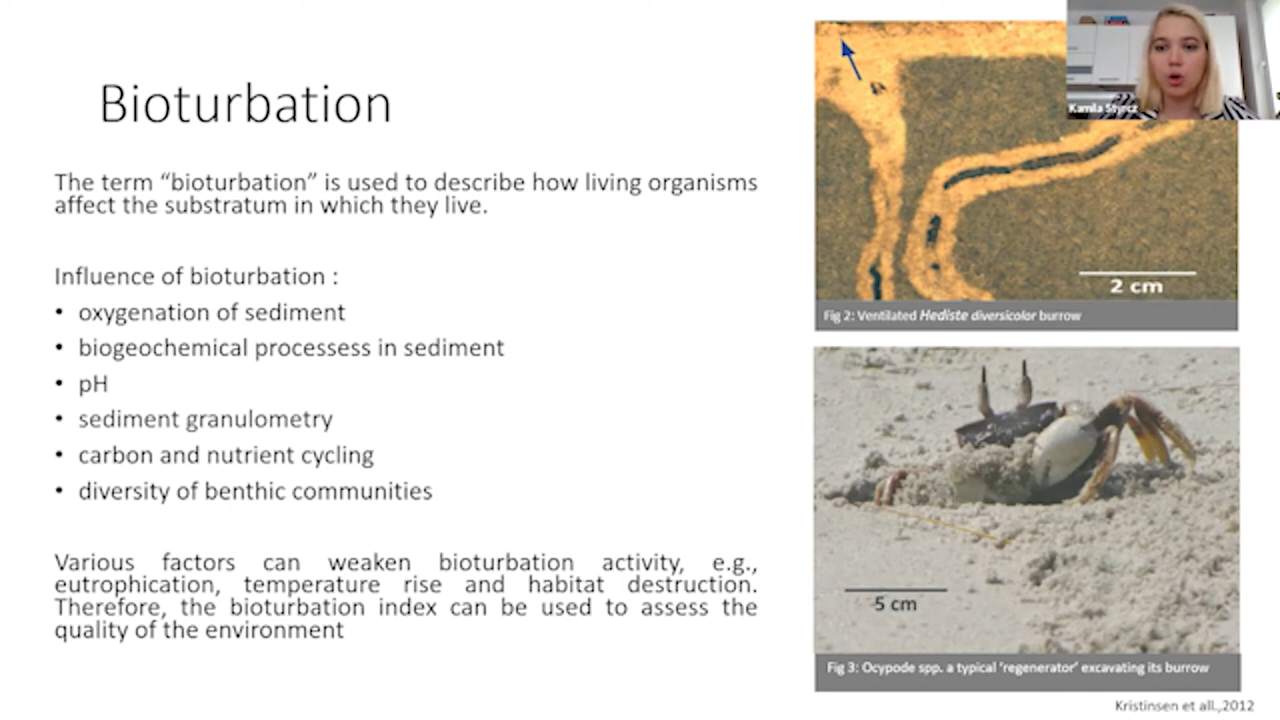 Bioturbation
The term “bioturbation” is used to describe how living organisms
affect the substratum in which they live.
Influence of bioturbation :
• oxygenation of sediment
• biogeochemical processess in sediment
• pH
• sediment granulometry
• carbon and nutrient cycling
• diversity of benthic communities
Various factors can weaken bioturbation activity, e.g.,
eutrophication, temperature rise and habitat destruction.
Therefore, the bioturbation index can be used to assess the
quality of the environment
Kamila Styrcz
2 cm
Fig 2: Ventilated Hediste diversicolor burrow
5 cm
Fig 3: Ocypode spp. a typical ‘regenerator’ excavating its burrow
Kristinsen et all.,2012